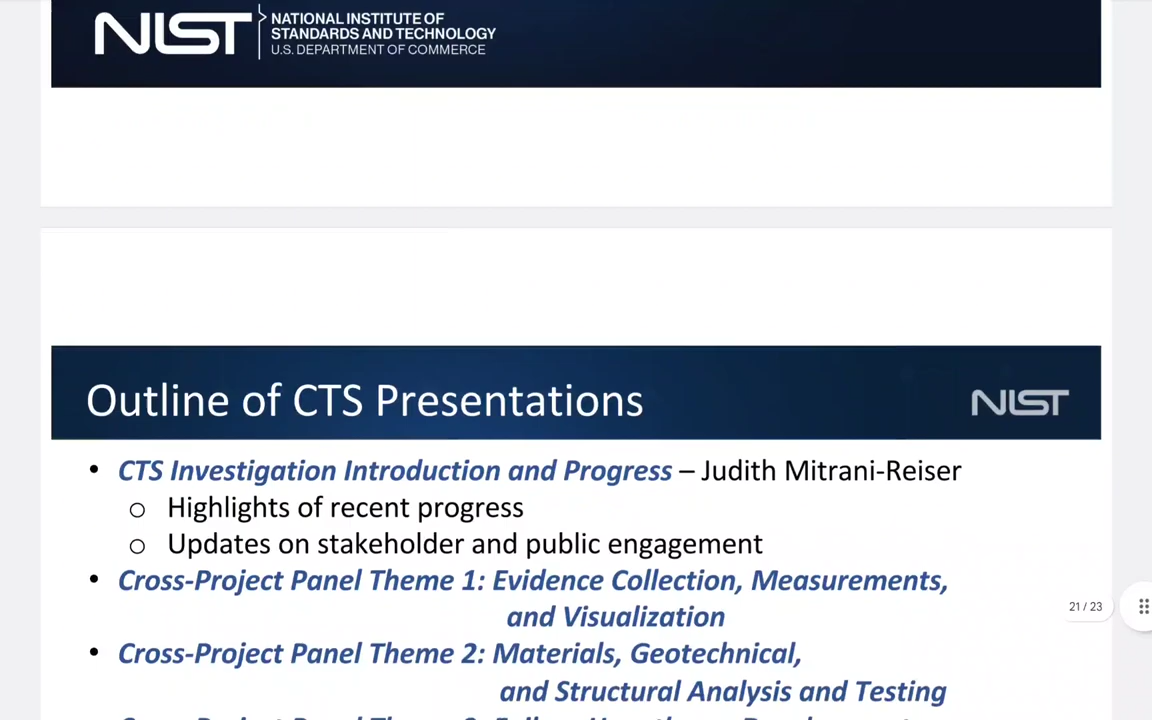 NIST
NATIONAL INSTITUTE OF
STANDARDS AND TECHNOLOGY
U.S. DEPARTMENT OF COMMERCE
Outline of CTS Presentations
NIST
• CTS Investigation Introduction and Progress – Judith Mitrani-Reiser
o Highlights of recent progress
o Updates on stakeholder and public engagement
• Cross-Project Panel Theme 1: Evidence Collection, Measurements,
and Visualization
21 / 23
• Cross-Project Panel Theme 2: Materials, Geotechnical,
and Structural Analysis and Testing